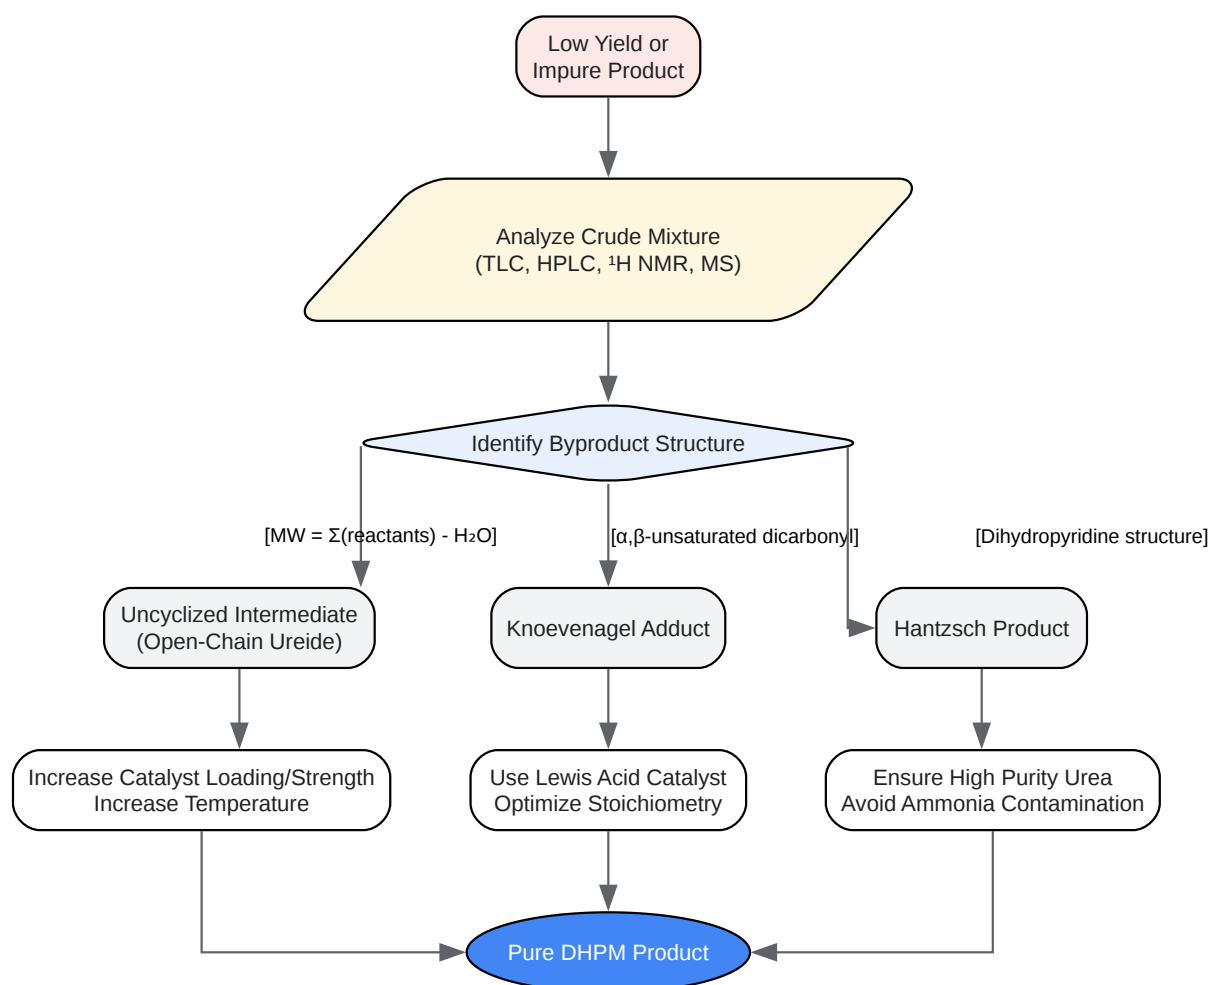 Low Yield or
Impure Product
Analyze Crude Mixture
(TLC, HPLC, ¹H NMR, MS)
Identify Byproduct Structure
[MW = Σ(reactants) - H₂O]
[α,β-unsaturated dicarbonyl]
[Dihydropyridine structure]
Uncyclized Intermediate
(Open-Chain Ureide)
Knoevenagel Adduct
Hantzsch Product
Increase Catalyst Loading/Strength
Increase Temperature
Use Lewis Acid Catalyst
Optimize Stoichiometry
Ensure High Purity Urea
Avoid Ammonia Contamination
Pure DHPM Product